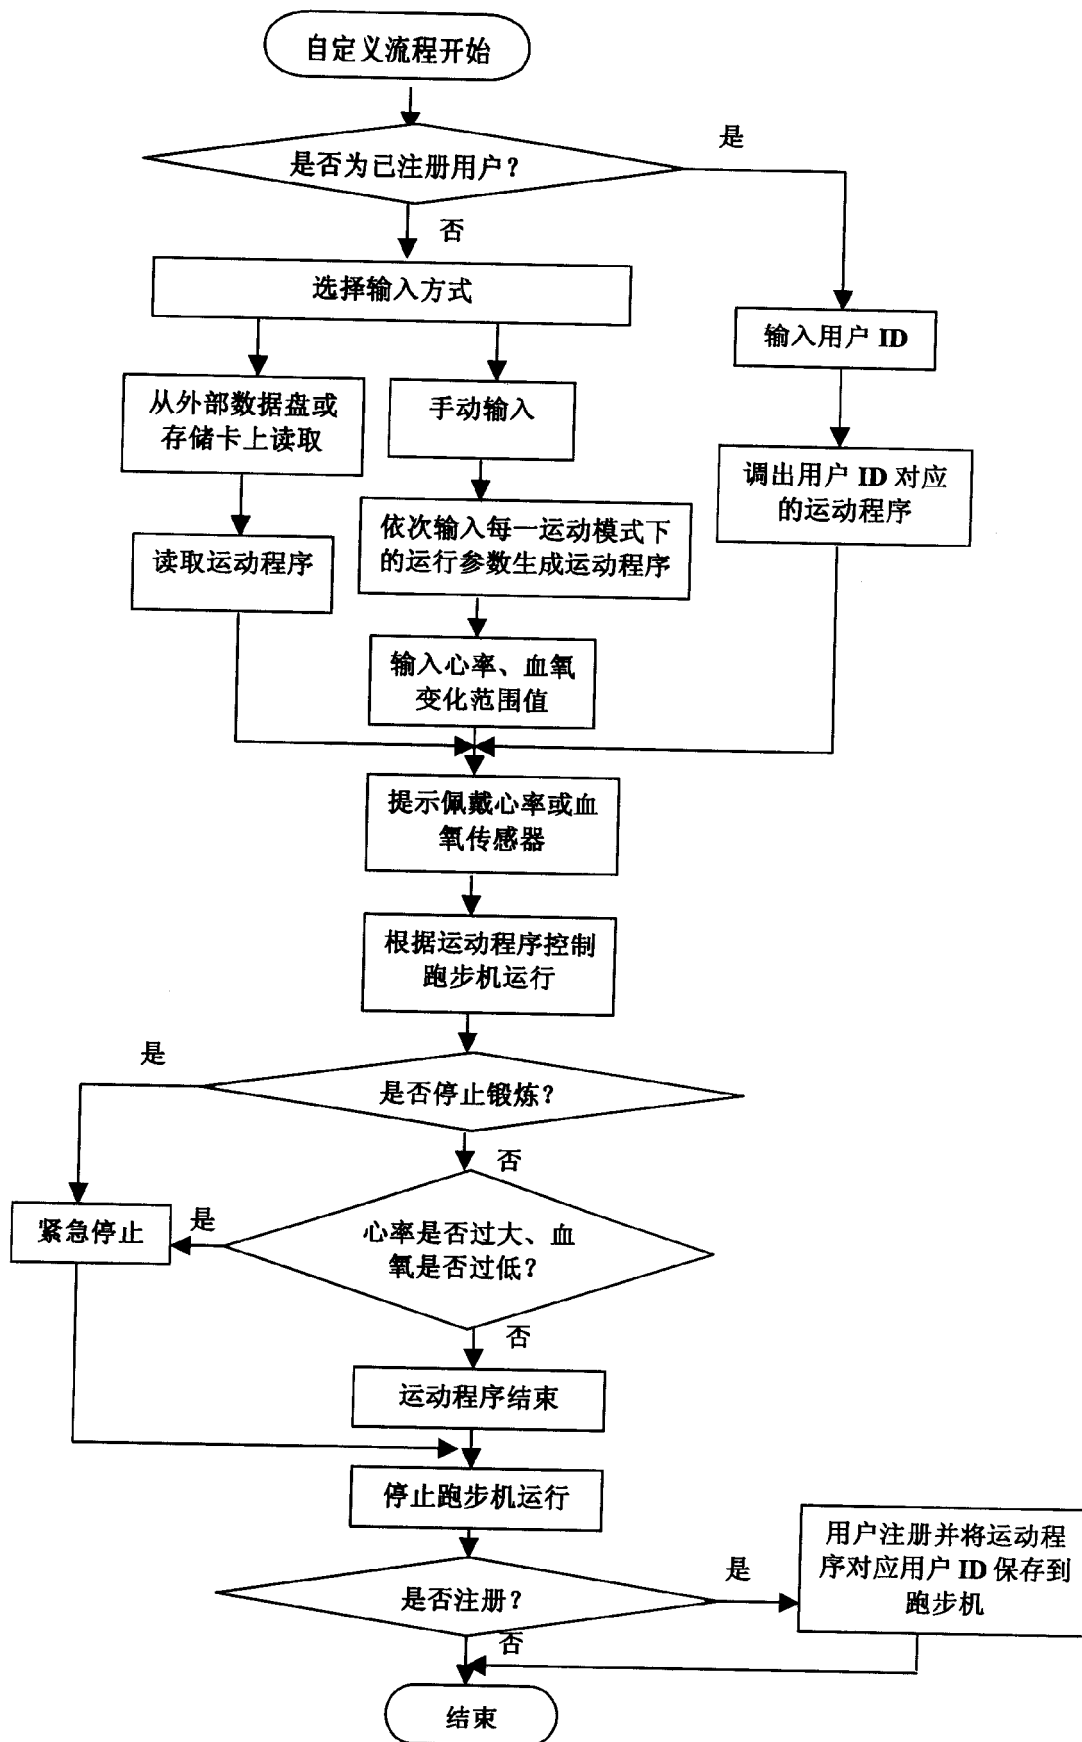 自定义流程开始
是
是否为已注册用户？
否
选择输入方式
输入用户 ID
从外部数据盘或
存储卡上读取
手动输入
调出用户 ID 对应
的运动程序
依次输入每一运动模式下
的运行参数生成运动程序
读取运动程序
输入心率、血氧
变化范围值
提示佩戴心率或血
氧传感器
根据运动程序控制
跑步机运行
是
是否停止锻炼？
否
紧急停止
是
心率是否过大、血
氧是否过低？
否
运动程序结束
停止跑步机运行
用户注册并将运动程
序对应用户 ID 保存到
跑步机
是
是否注册？
否
结束